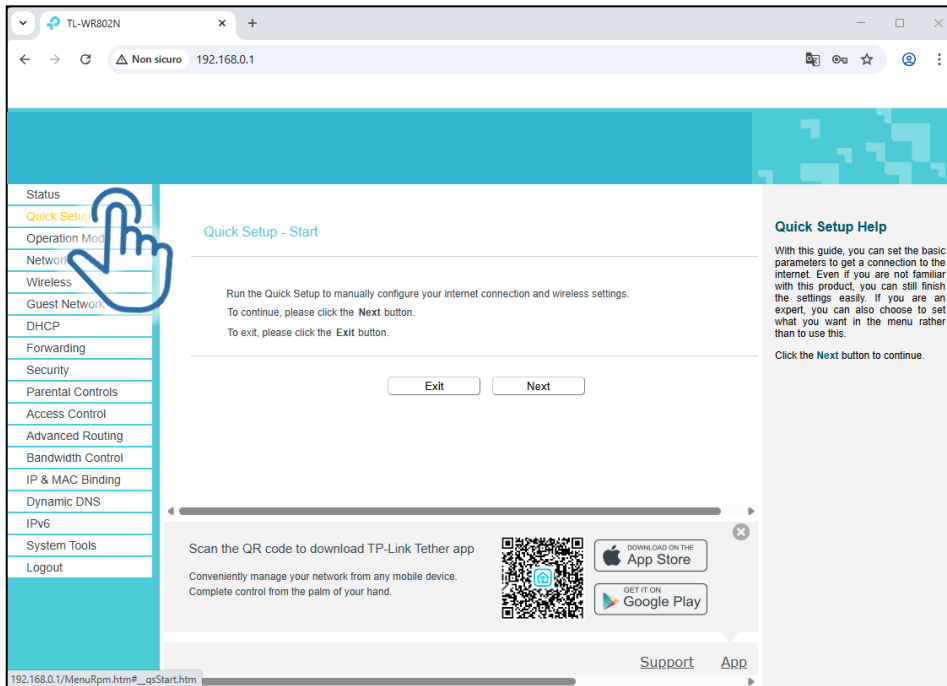 TL-WR802N
Non sicuro 192.168.0.1
Status
Quick Setup
Operation Mod
Network
Wireless
Guest Network
DHCP
Forwarding
Security
Parental Controls
Access Control
Advanced Routing
Bandwidth Control
IP & MAC Binding
Dynamic DNS
IPv6
System Tools
Logout
Quick Setup - Start
Run the Quick Setup to manually configure your internet connection and wireless settings.
To continue, please click the Next button.
To exit, please click the Exit button.
Exit Next
Quick Setup Help
With this guide, you can set the basic
parameters to get a connection to the
internet. Even if you are not familiar
with this product, you can still finish
the settings easily. If you are an
expert, you can also choose to set
what you want in the menu rather
than to use this.
Click the Next button to continue.
Scan the QR code to download TP-Link Tether app
Conveniently manage your network from any mobile device.
Complete control from the palm of your hand.
DOWNLOAD ON THE
App Store
GET IT ON
Google Play
Support App
192.168.0.1/MenuRpm.htm#__qsStart.htm